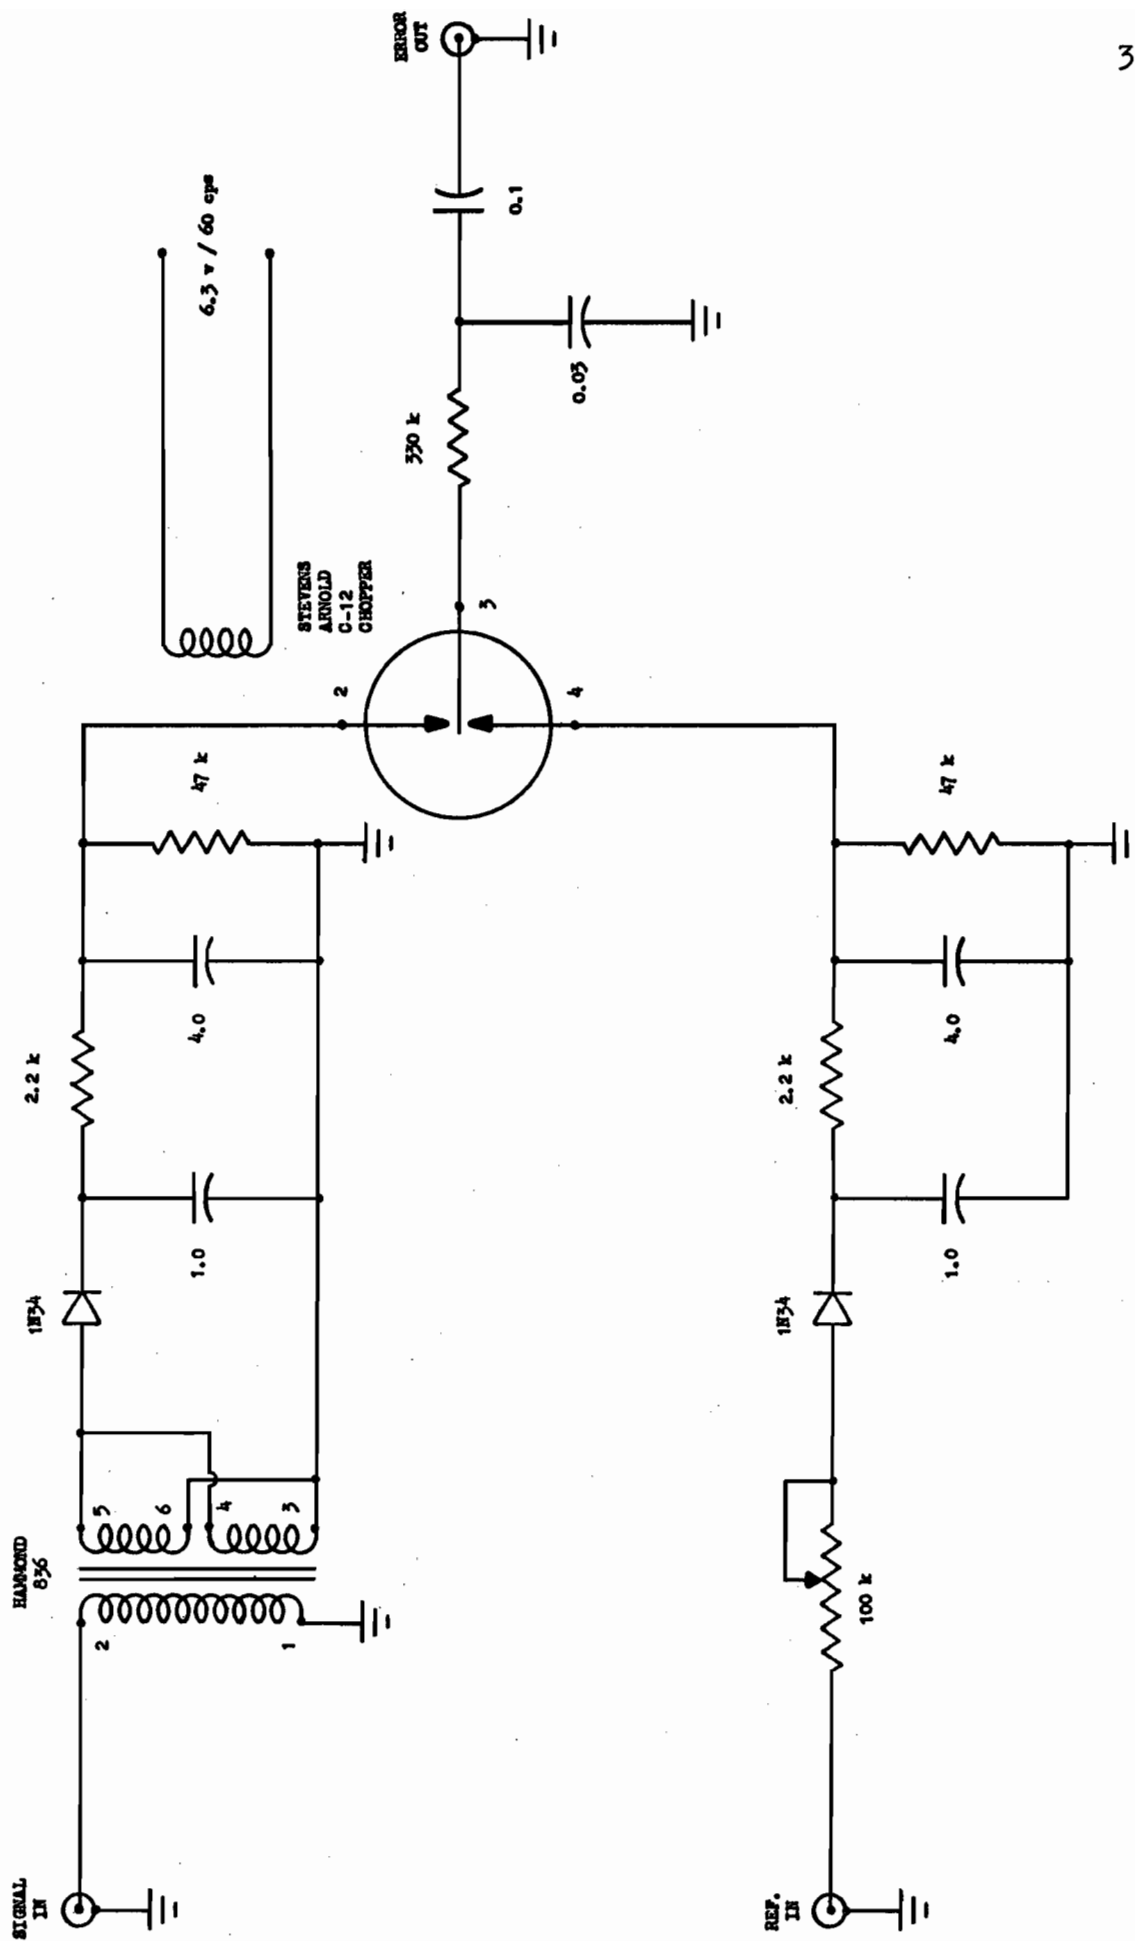 3
SIGNAL
IN
HAMMOND
836
2
1
5
6
4
3
1N34
1.0
2.2 k
4.0
47 k
2
STEVENS
ARNOLD
C-12
CHOPPER
6.3 v / 60 cps
3
4
330 k
0.03
0.1
ERROR
OUT
REF.
IN
100 k
1N34
1.0
2.2 k
4.0
47 k